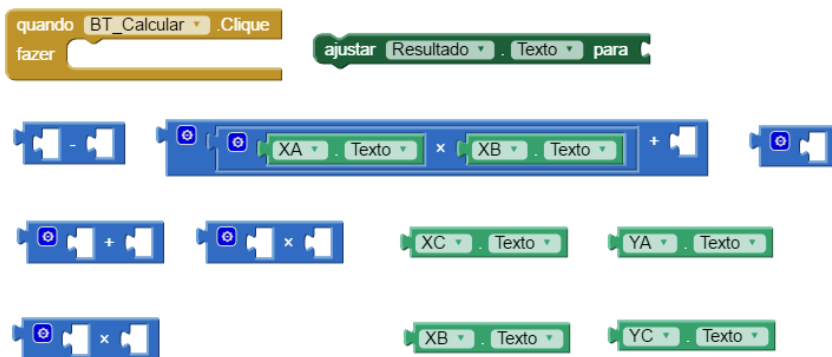 quando BT_Calcular .Clique
fazer
ajustar Resultado . Texto para
-
XA . Texto × XB . Texto +
+
×
XC . Texto
YA . Texto
×
XB . Texto
YC . Texto